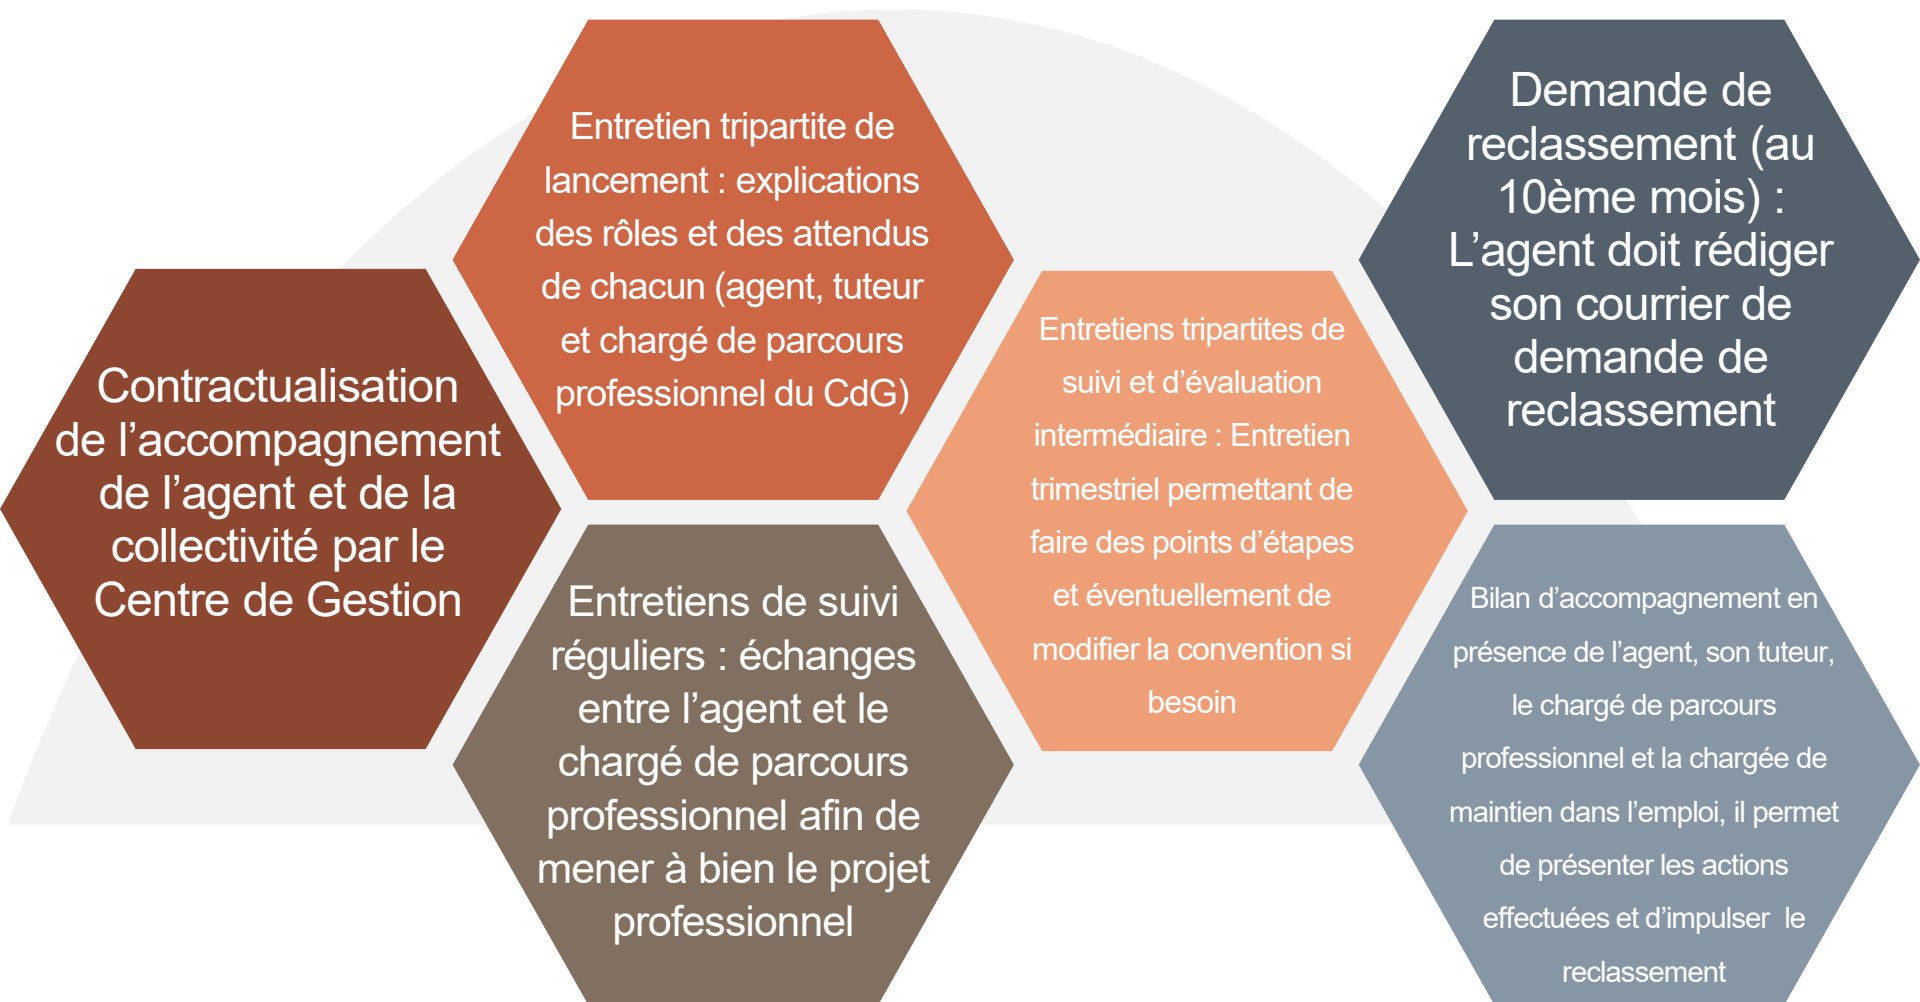 Contractualisation
de l’accompagnement
de l’agent et de la
collectivité par le
Centre de Gestion
Entretien tripartite de
lancement : explications
des rôles et des attendus
de chacun (agent, tuteur
et chargé de parcours
professionnel du CdG)
Entretiens de suivi
réguliers : échanges
entre l’agent et le
chargé de parcours
professionnel afin de
mener à bien le projet
professionnel
Entretiens tripartites de
suivi et d’évaluation
intermédiaire : Entretien
trimestriel permettant de
faire des points d’étapes
et éventuellement de
modifier la convention si
besoin
Demande de
reclassement (au
10ème mois) :
L’agent doit rédiger
son courrier de
demande de
reclassement
Bilan d’accompagnement en
présence de l’agent, son tuteur,
le chargé de parcours
professionnel et la chargée de
maintien dans l’emploi, il permet
de présenter les actions
effectuées et d’impulser le
reclassement